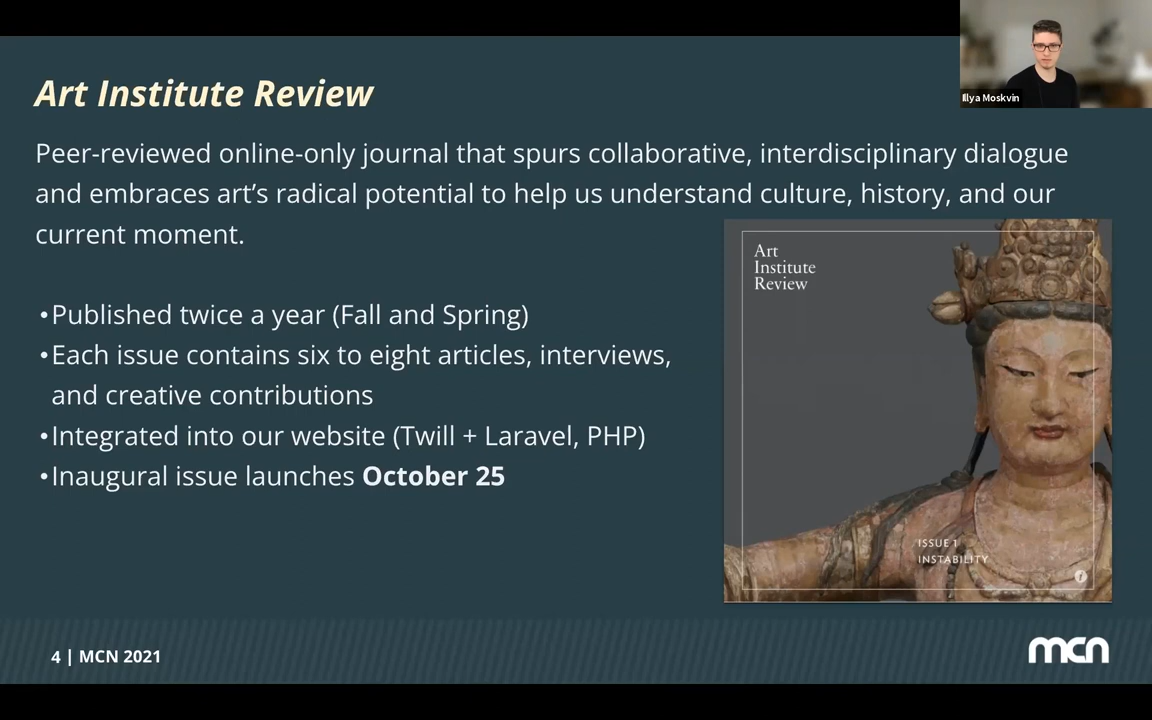 Illya Moskvin
Art Institute Review
Peer-reviewed online-only journal that spurs collaborative, interdisciplinary dialogue
and embraces art's radical potential to help us understand culture, history, and our
current moment.
•Published twice a year (Fall and Spring)
•Each issue contains six to eight articles, interviews,
and creative contributions
•Integrated into our website (Twill + Laravel, PHP)
•Inaugural issue launches October 25
Art
Institute
Review
ISSUE 1
INSTABILITY
i
4 | MCN 2021
mcn